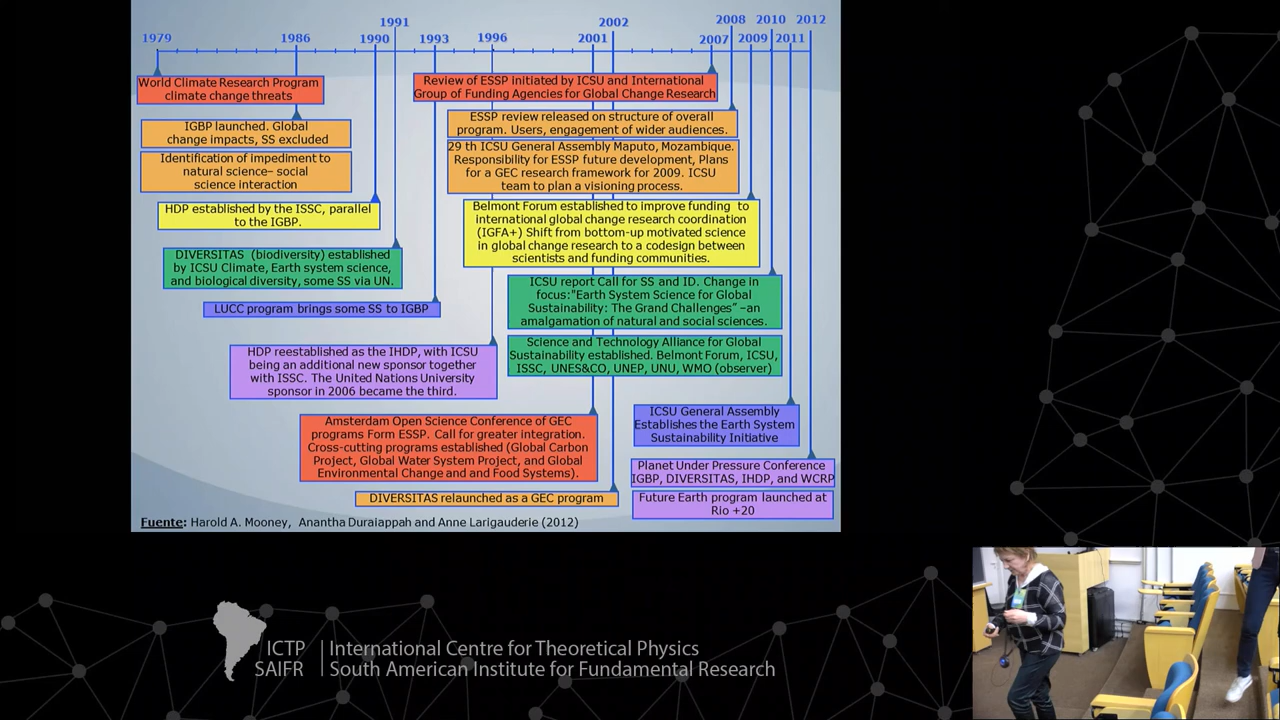 1991
2002
2008 2010 2012
1979
1986
1990
1993
1996
2001
2007
2009
2011
World Climate Research Program
climate change threats
IGBP launched. Global
change impacts, SS excluded
Identification of impediment to
natural science– social
science interaction
HDP established by the ISSC, parallel
to the IGBP.
DIVERSITAS (biodiversity) established
by ICSU Climate, Earth system science,
and biological diversity, some SS via UN.
LUCC program brings some SS to IGBP
HDP reestablished as the IHDP, with ICSU
being an additional new sponsor together
with ISSC. The United Nations University
sponsor in 2006 became the third.
Amsterdam Open Science Conference of GEC
programs Form ESSP. Call for greater integration.
Cross-cutting programs established (Global Carbon
Project, Global Water System Project, and Global
Environmental Change and and Food Systems).
DIVERSITAS relaunched as a GEC program
Review of ESSP initiated by ICSU and International
Group of Funding Agencies for Global Change Research
ESSP review released on structure of overall
program. Users, engagement of wider audiences.
29 th ICSU General Assembly Maputo, Mozambique.
Responsibility for ESSP future development, Plans
for a GEC research framework for 2009. ICSU
team to plan a visioning process.
Belmont Forum established to improve funding to
international global change research coordination
(IGFA+) Shift from bottom-up motivated science
in global change research to a codesign between
scientists and funding communities.
ICSU report Call for SS and ID. Change in
focus:"Earth System Science for Global
Sustainability: The Grand Challenges” –an
amalgamation of natural and social sciences.
Science and Technology Alliance for Global
Sustainability established. Belmont Forum, ICSU,
ISSC, UNES&CO, UNEP, UNU, WMO (observer)
ICSU General Assembly
Establishes the Earth System
Sustainability Initiative
Planet Under Pressure Conference
IGBP, DIVERSITAS, IHDP, and WCRP
Future Earth program launched at
Rio +20
Fuente: Harold A. Mooney, Anantha Duraiappah and Anne Larigauderie (2012)
ICTP
SAIFR
International Centre for Theoretical Physics
South American Institute for Fundamental Research